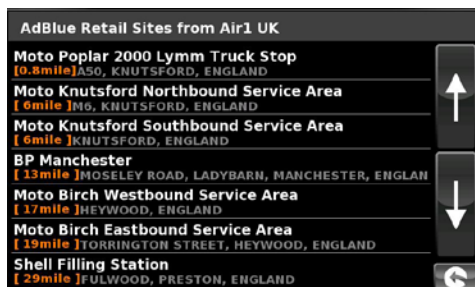 AdBlue Retail Sites from Air1 UK
Moto Poplar 2000 Lymm Truck Stop
[0.8mile]A50, KNUTSFORD, ENGLAND
Moto Knutsford Northbound Service Area
[ 6mile ]M6, KNUTSFORD, ENGLAND
Moto Knutsford Southbound Service Area
[ 6mile ]KNUTSFORD, ENGLAND
BP Manchester
[ 13mile ]MOSELEY ROAD, LADYBARN, MANCHESTER, ENGLAN
Moto Birch Westbound Service Area
[ 17mile ]HEYWOOD, ENGLAND
Moto Birch Eastbound Service Area
[ 19mile ]TORRINGTON STREET, HEYWOOD, ENGLAND
Shell Filling Station
[ 29mile ]FULWOOD, PRESTON, ENGLAND